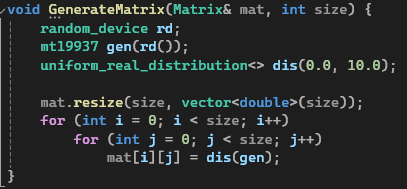 void GenerateMatrix(Matrix& mat, int size) {
    random_device rd;
    mt19937 gen(rd());
    uniform_real_distribution<> dis(0.0, 10.0);

    mat.resize(size, vector<double>(size));
    for (int i = 0; i < size; i++)
        for (int j = 0; j < size; j++)
            mat[i][j] = dis(gen);
}